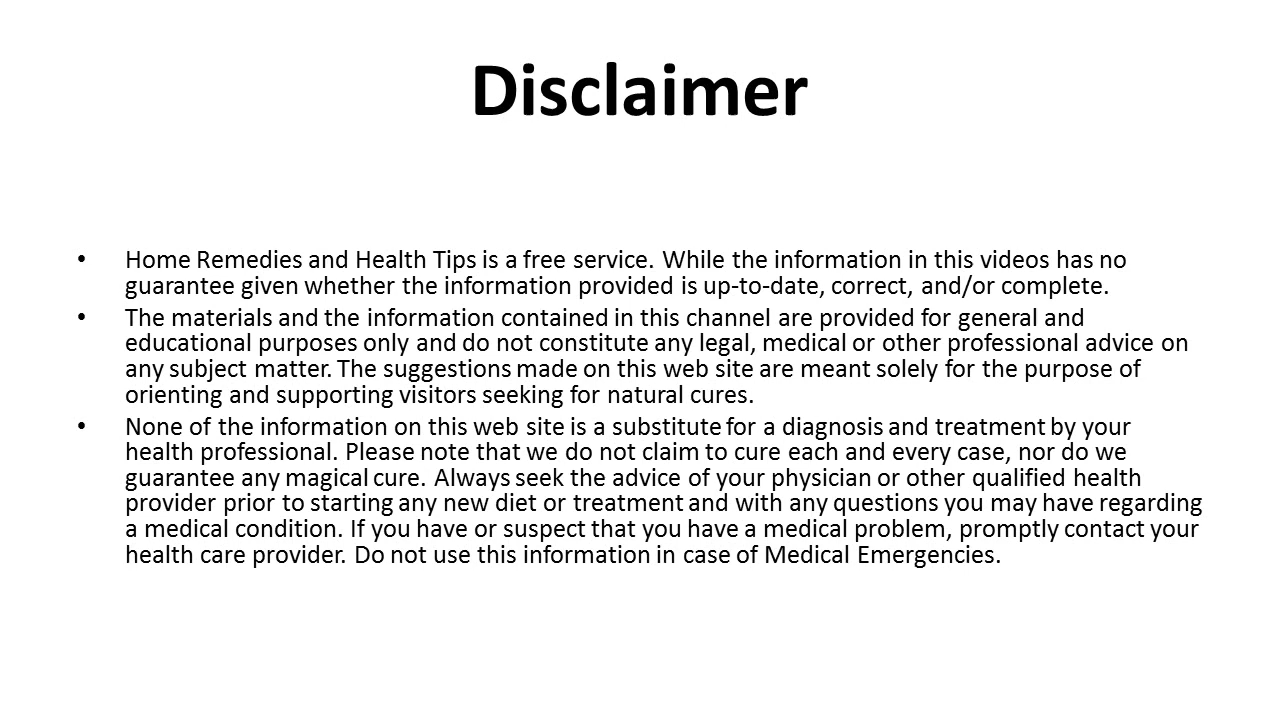 Disclaimer
• Home Remedies and Health Tips is a free service. While the information in this videos has no
guarantee given whether the information provided is up-to-date, correct, and/or complete.
• The materials and the information contained in this channel are provided for general and
educational purposes only and do not constitute any legal, medical or other professional advice on
any subject matter. The suggestions made on this web site are meant solely for the purpose of
orienting and supporting visitors seeking for natural cures.
• None of the information on this web site is a substitute for a diagnosis and treatment by your
health professional. Please note that we do not claim to cure each and every case, nor do we
guarantee any magical cure. Always seek the advice of your physician or other qualified health
provider prior to starting any new diet or treatment and with any questions you may have regarding
a medical condition. If you have or suspect that you have a medical problem, promptly contact your
health care provider. Do not use this information in case of Medical Emergencies.